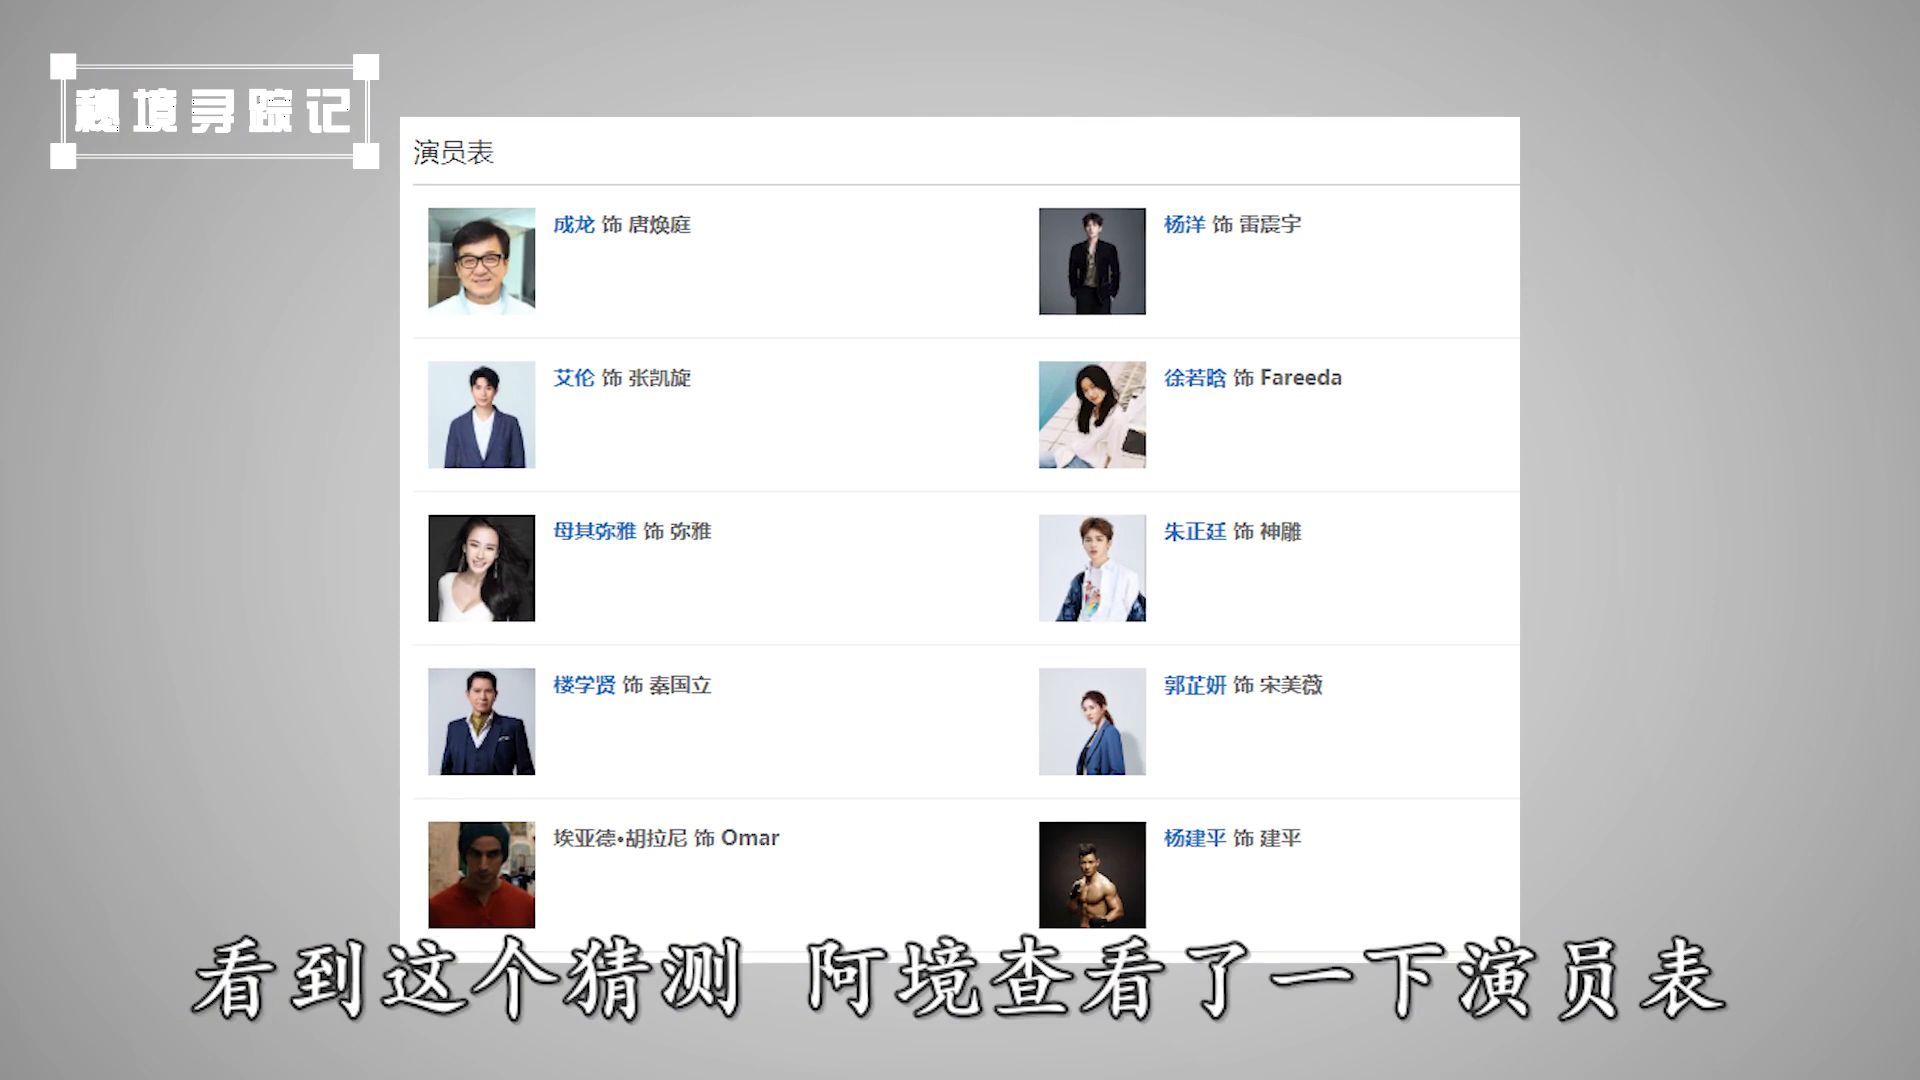 秘境寻踪记
演员表
成龙 饰 唐焕庭
杨洋 饰 雷震宇
艾伦 饰 张凯旋
徐若晗 饰 Fareeda
母其弥雅 饰 弥雅
朱正廷 饰 神雕
楼学贤 饰 秦国立
郭芷妍 饰 宋美薇
埃亚德•胡拉尼 饰 Omar
杨建平 饰 建平
看到这个猜测 阿境查看了一下演员表